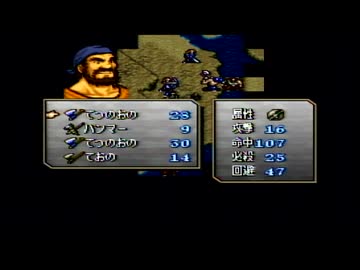 てつのおの 28
ハンマー 9
てつのおの 30
ておの 14
属性
攻撃 16
命中 107
必殺 25
回避 47